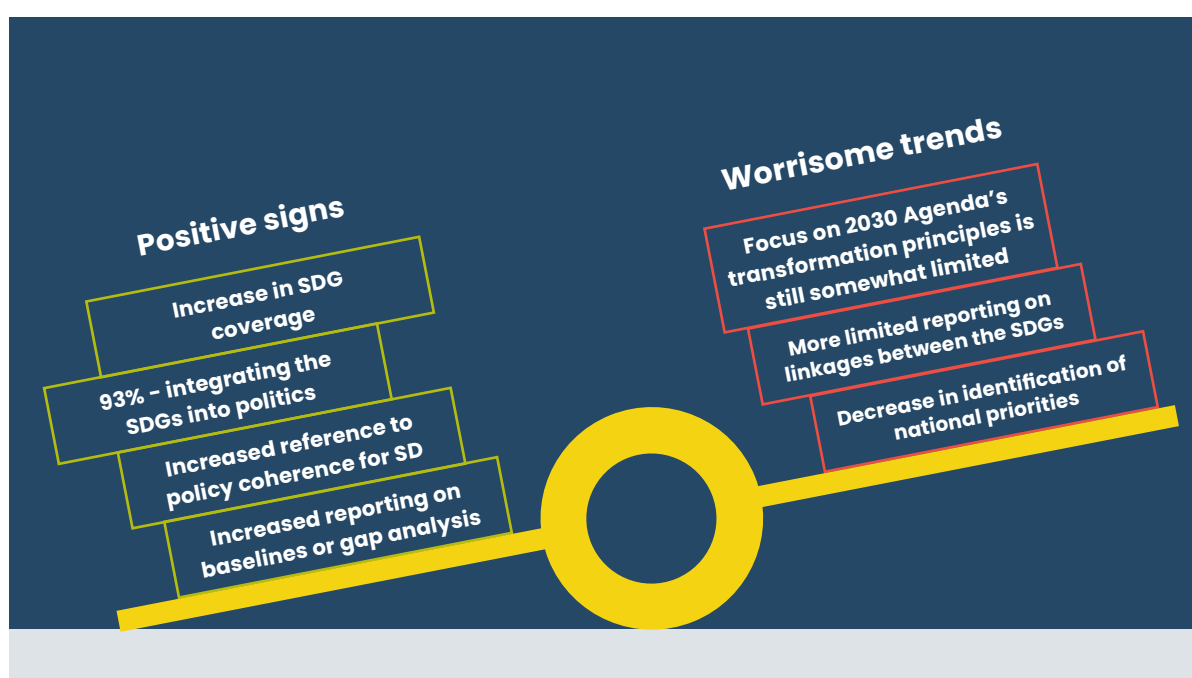 Positive signs
Increase in SDG
coverage
93% - integrating the
SDGs into politics
Increased reference to
policy coherence for SD
Increased reporting on
baselines or gap analysis
Worrisome trends
Focus on 2030 Agenda’s
transformation principles is
still somewhat limited
More limited reporting on
linkages between the SDGs
Decrease in identification of
national priorities